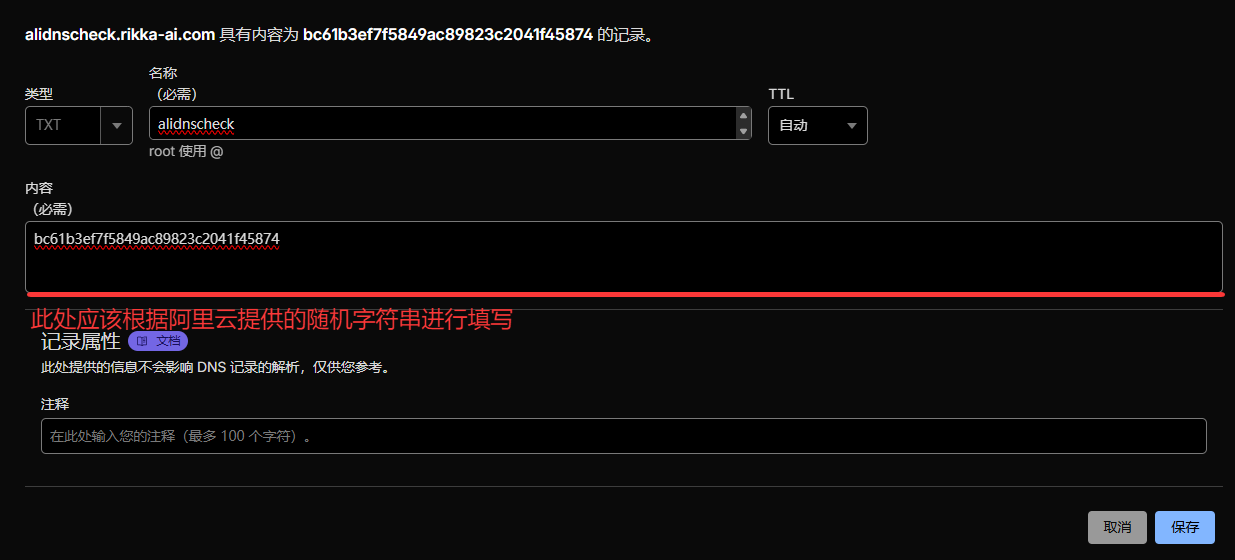 alidnscheck.rikka-ai.com 具有内容为 bc61b3ef7f5849ac89823c2041f45874 的记录。
名称
类型 （必需） TTL
TXT alidnscheck 自动
root 使用 @
内容
（必需）
bc61b3ef7f5849ac89823c2041f45874
此处应该根据阿里云提供的随机字符串进行填写
记录属性 文档
此处提供的信息不会影响 DNS 记录的解析，仅供您参考。
注释
在此处输入您的注释（最多 100 个字符）。
取消 保存